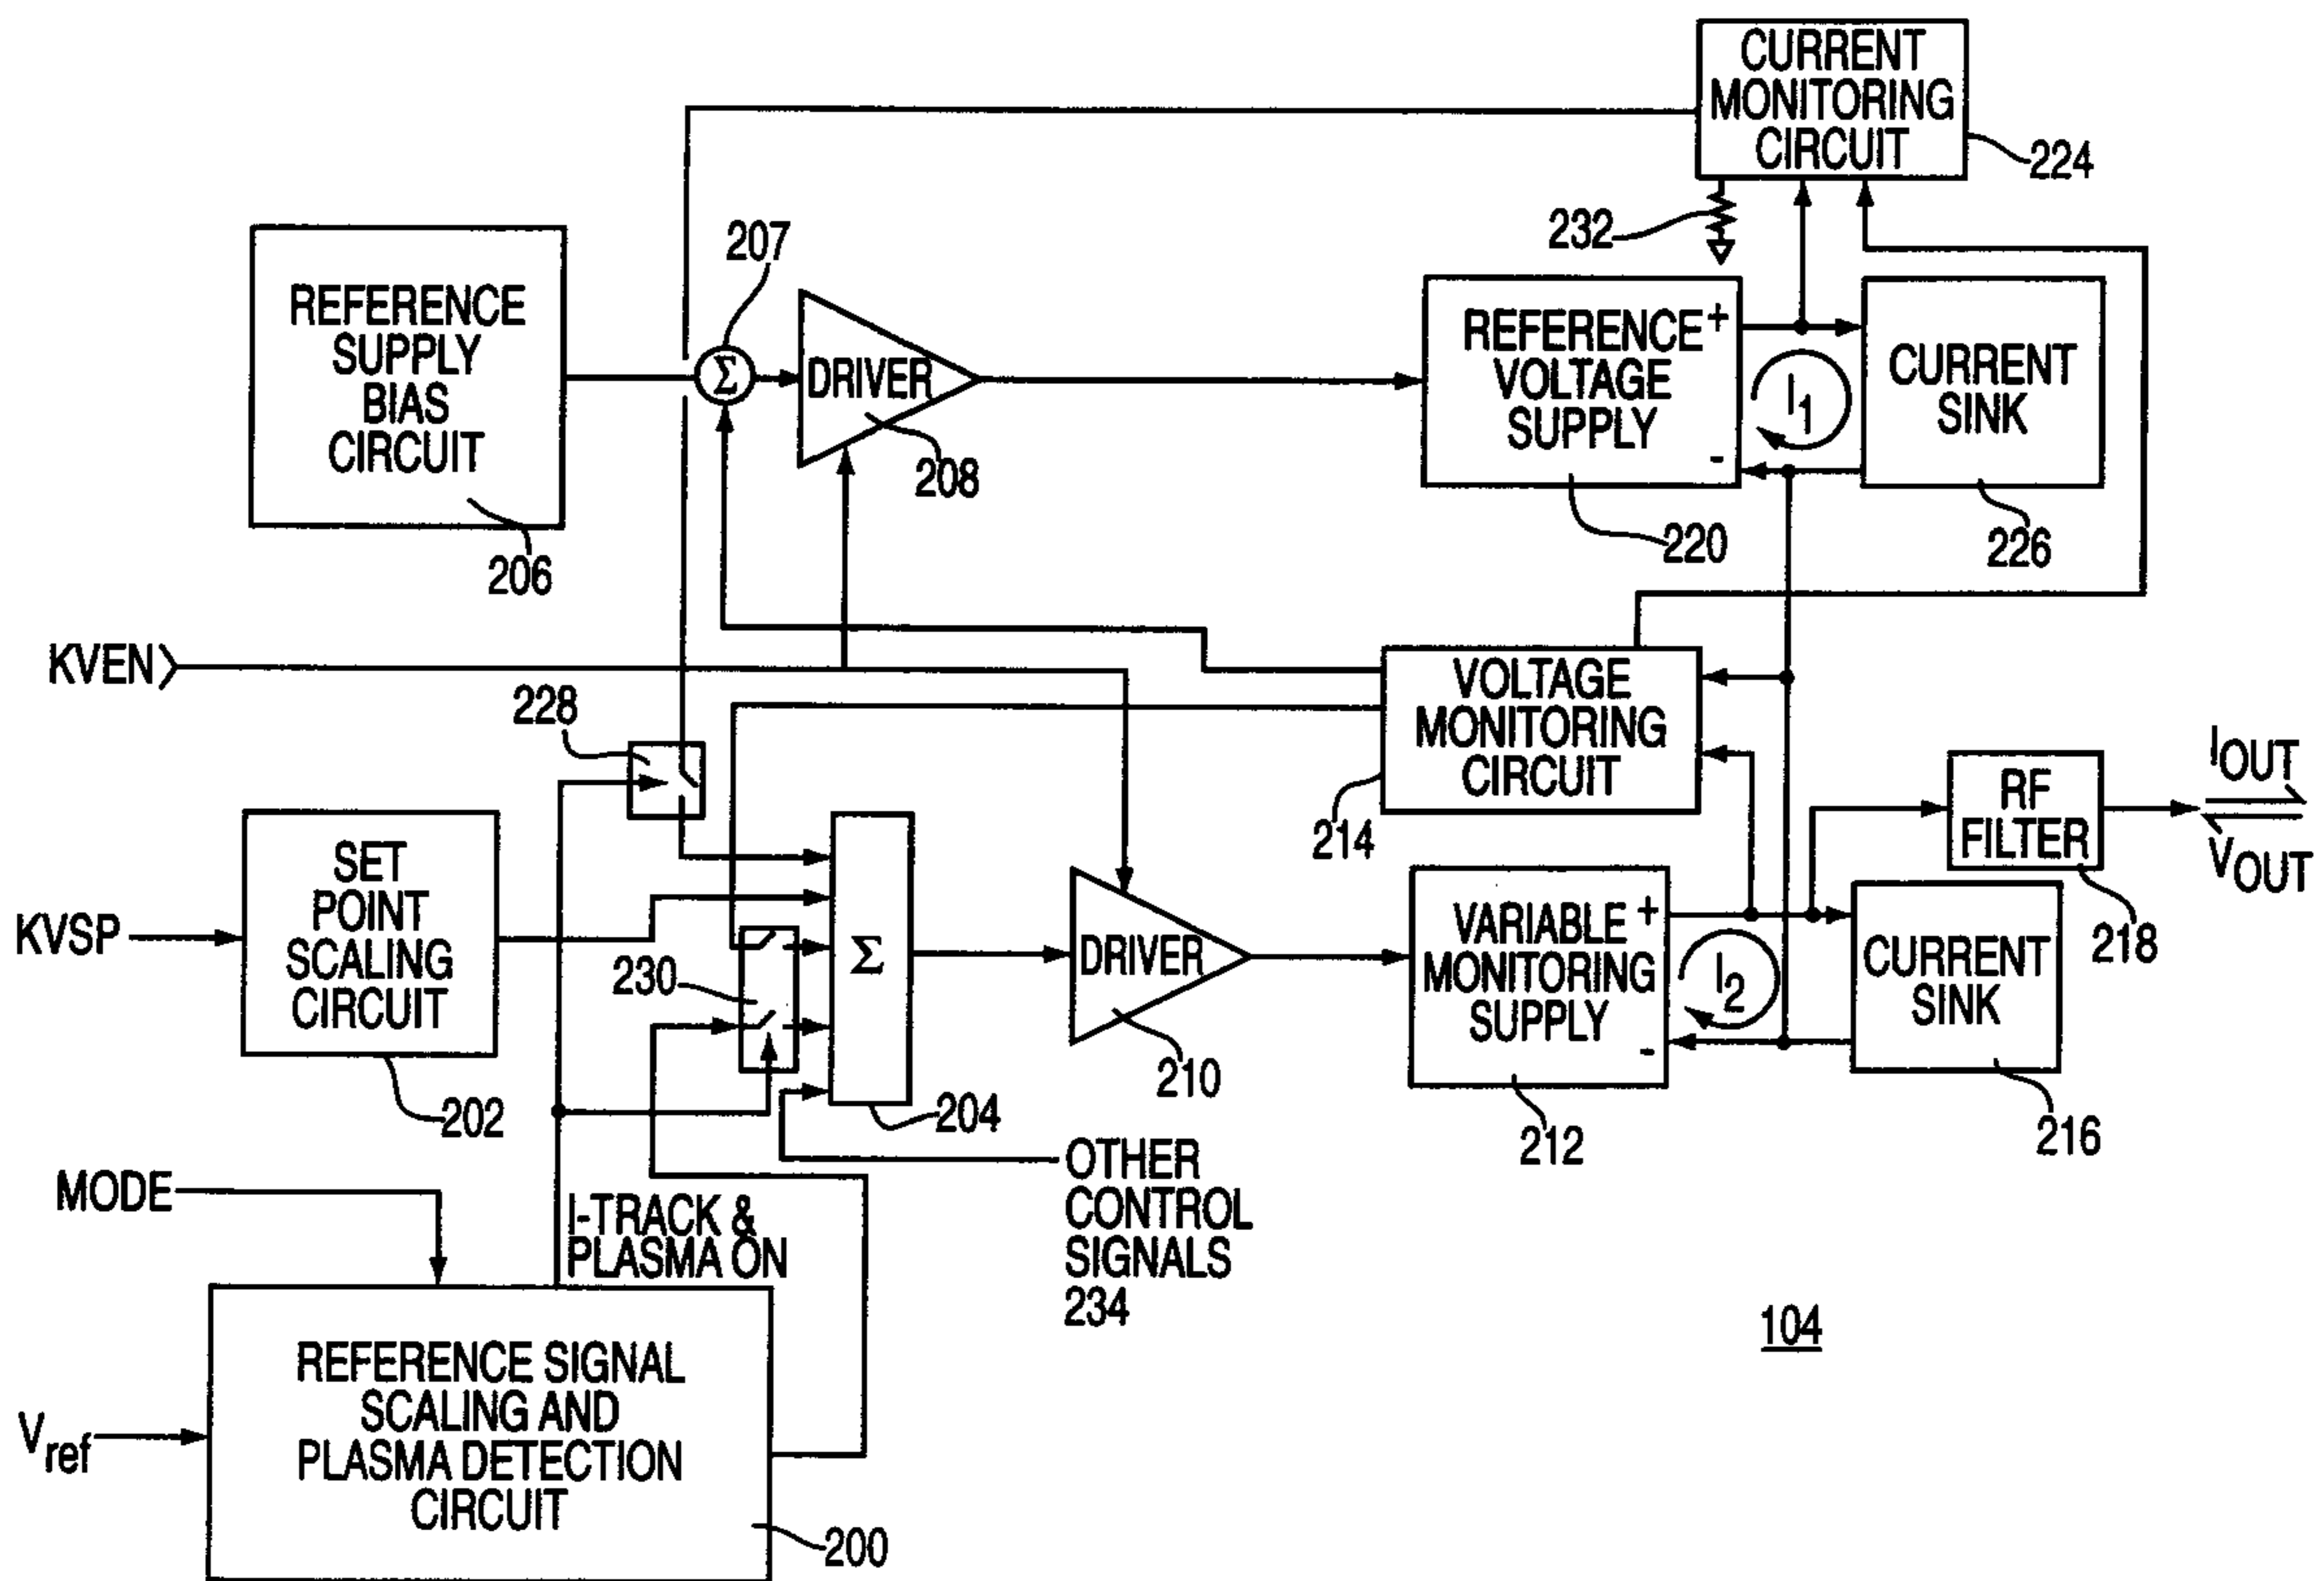 CURRENT
MONITORING
CIRCUIT
224
232
207
REFERENCE
SUPPLY
BIAS
CIRCUIT
206
Σ
DRIVER
208
REFERENCE +
VOLTAGE
SUPPLY
-
220
I1
CURRENT
SINK
226
KVEN
228
VOLTAGE
MONITORING
CIRCUIT
214
RF
FILTER
218
IOUT
VOUT
KVSP
SET
POINT
SCALING
CIRCUIT
202
230
Σ
204
DRIVER
210
VARIABLE +
MONITORING
SUPPLY
-
212
I2
CURRENT
SINK
216
MODE
I-TRACK &
PLASMA ON
OTHER
CONTROL
SIGNALS
234
104
Vref
REFERENCE SIGNAL
SCALING AND
PLASMA DETECTION
CIRCUIT
200